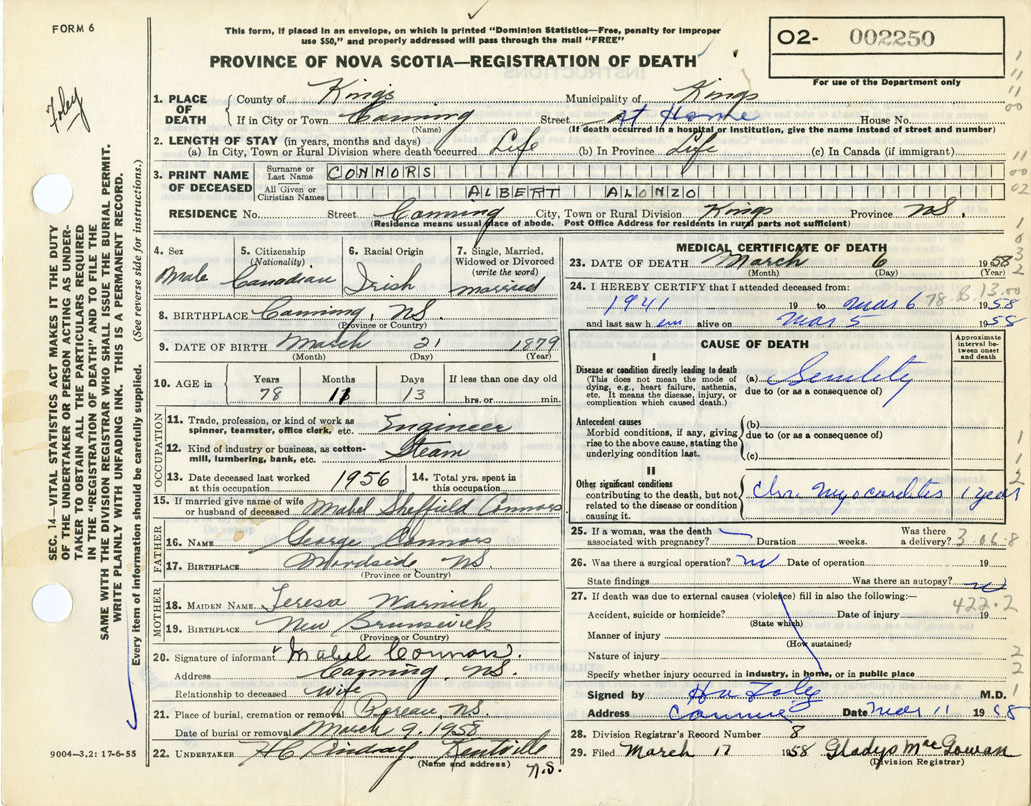 FORM 6
This form, if placed in an envelope, on which is printed "Dominion Statistics—Free, penalty for improper
use $50," and properly addressed will pass through the mail "FREE"
PROVINCE OF NOVA SCOTIA—REGISTRATION OF DEATH
O2- 002250
For use of the Department only
Foley
SEC. 14—VITAL STATISTICS ACT MAKES IT THE DUTY
OF THE UNDERTAKER OR PERSON ACTING AS UNDER-
TAKER TO OBTAIN ALL THE PARTICULARS REQUIRED
IN THE "REGISTRATION OF DEATH" AND TO FILE THE
SAME WITH THE DIVISION REGISTRAR WHO SHALL ISSUE THE BURIAL PERMIT.
WRITE PLAINLY WITH UNFADING INK. THIS IS A PERMANENT RECORD.
Every item of information should be carefully supplied. (See reverse side for instructions.)
1. PLACE OF DEATH
County of Kings Municipality of Kings
If in City or Town Canning Street at Home House No.
(Name) (If death occurred in a hospital or institution, give the name instead of street and number)
2. LENGTH OF STAY (in years, months and days)
(a) In City, Town or Rural Division where death occurred Life (b) In Province Life (c) In Canada (if immigrant)
3. PRINT NAME OF DECEASED
Surname or Last Name CONNORS
All Given or Christian Names ALBERT ALONZO
RESIDENCE No. Street Canning City, Town or Rural Division Kings Province NS.
(Residence means usual place of abode. Post Office Address for residents in rural parts not sufficient)
4. Sex Male
5. Citizenship (Nationality) Canadian
6. Racial Origin Irish
7. Single, Married, Widowed or Divorced (write the word) married
8. BIRTHPLACE Canning, NS.
(Province or Country)
9. DATE OF BIRTH March 21 1879
(Month) (Day) (Year)
10. AGE in Years 78 Months 11 Days 13 If less than one day old hrs. or min.
OCCUPATION
11. Trade, profession, or kind of work as spinner, teamster, office clerk, etc. Engineer
12. Kind of industry or business, as cotton-mill, lumbering, bank, etc. Steam
13. Date deceased last worked at this occupation 1956 14. Total yrs. spent in this occupation
15. If married give name of wife or husband of deceased Mabel Sheffield Connors
FATHER
16. NAME George Connors
17. BIRTHPLACE NS.
(Province or Country)
MOTHER
18. MAIDEN NAME Teresa Warnick
19. BIRTHPLACE New Brunswick
(Province or Country)
20. Signature of informant Mabel Connors.
Address Canning, NS.
Relationship to deceased wife
21. Place of burial, cremation or removal NS
Date of burial or removal March 9, 1958
22. UNDERTAKER H C Lindsay Kentville
(Name and address) N.S.
9004—3.2: 17-6-55
MEDICAL CERTIFICATE OF DEATH
23. DATE OF DEATH March 6 1958
(Month) (Day) (Year)
24. I HEREBY CERTIFY that I attended deceased from:
1941 19 to Mar 6 1958
78. B. 13.00
and last saw h im alive on Mar 5 1958
CAUSE OF DEATH
Approximate interval be-tween onset and death
I
Disease or condition directly leading to death
(This does not mean the mode of dying, e.g., heart failure, asthenia, etc. It means the disease, injury, or complication which caused death.)
(a) Senility
due to (or as a consequence of)
Antecedent causes
Morbid conditions, if any, giving rise to the above cause, stating the underlying condition last.
(b)
due to (or as a consequence of)
(c)
II
Other significant conditions
contributing to the death, but not related to the disease or condition causing it.
Chr. Myocarditis 1 year
25. If a woman, was the death associated with pregnancy? Duration weeks. Was there a delivery?
3 06.8
26. Was there a surgical operation? no Date of operation 19
State findings Was there an autopsy? no
27. If death was due to external causes (violence) fill in also the following:—
422.2
Accident, suicide or homicide? Date of injury 19
(State which)
Manner of injury
(How sustained)
Nature of injury
Specify whether injury occurred in industry, in home, or in public place
Signed by Foley M.D.
Address Canning Date Mar 11 1958
28. Division Registrar's Record Number 8
29. Filed March 17 1958 Gladys MacGowan
(Division Registrar)